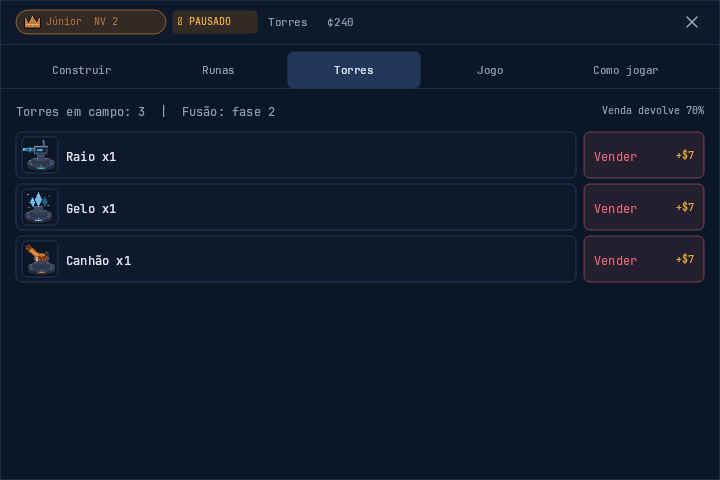 Júnior NV 2
PAUSADO
Torres $240
Construir Runas Torres Jogo Como jogar
Torres em campo: 3 | Fusão: fase 2 Venda devolve 70%
Raio x1 Vender +$7
Gelo x1 Vender +$7
Canhão x1 Vender +$7